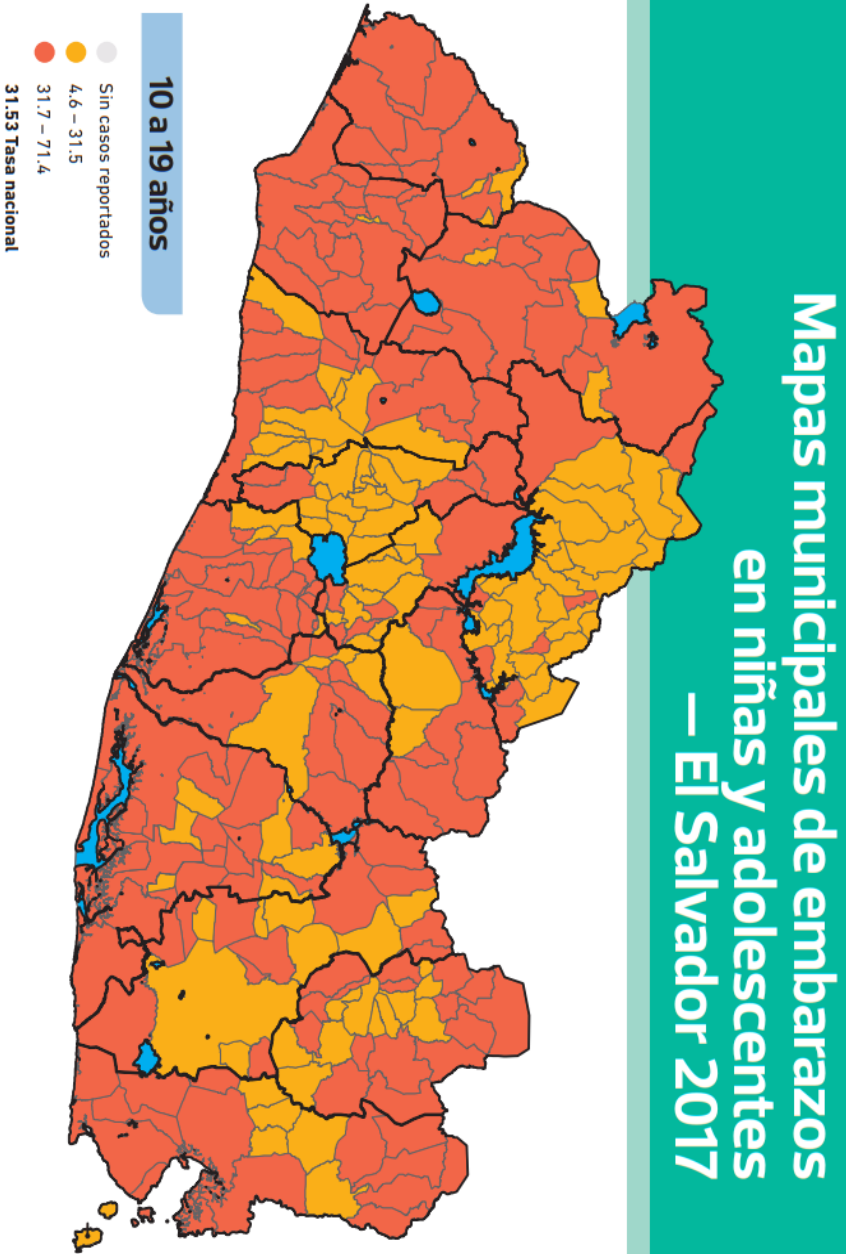 Mapas municipales de embarazos
en niñas y adolescentes
— El Salvador 2017
10 a 19 años
Sin casos reportados
4.6 – 31.5
31.7 – 71.4
31.53 Tasa nacional